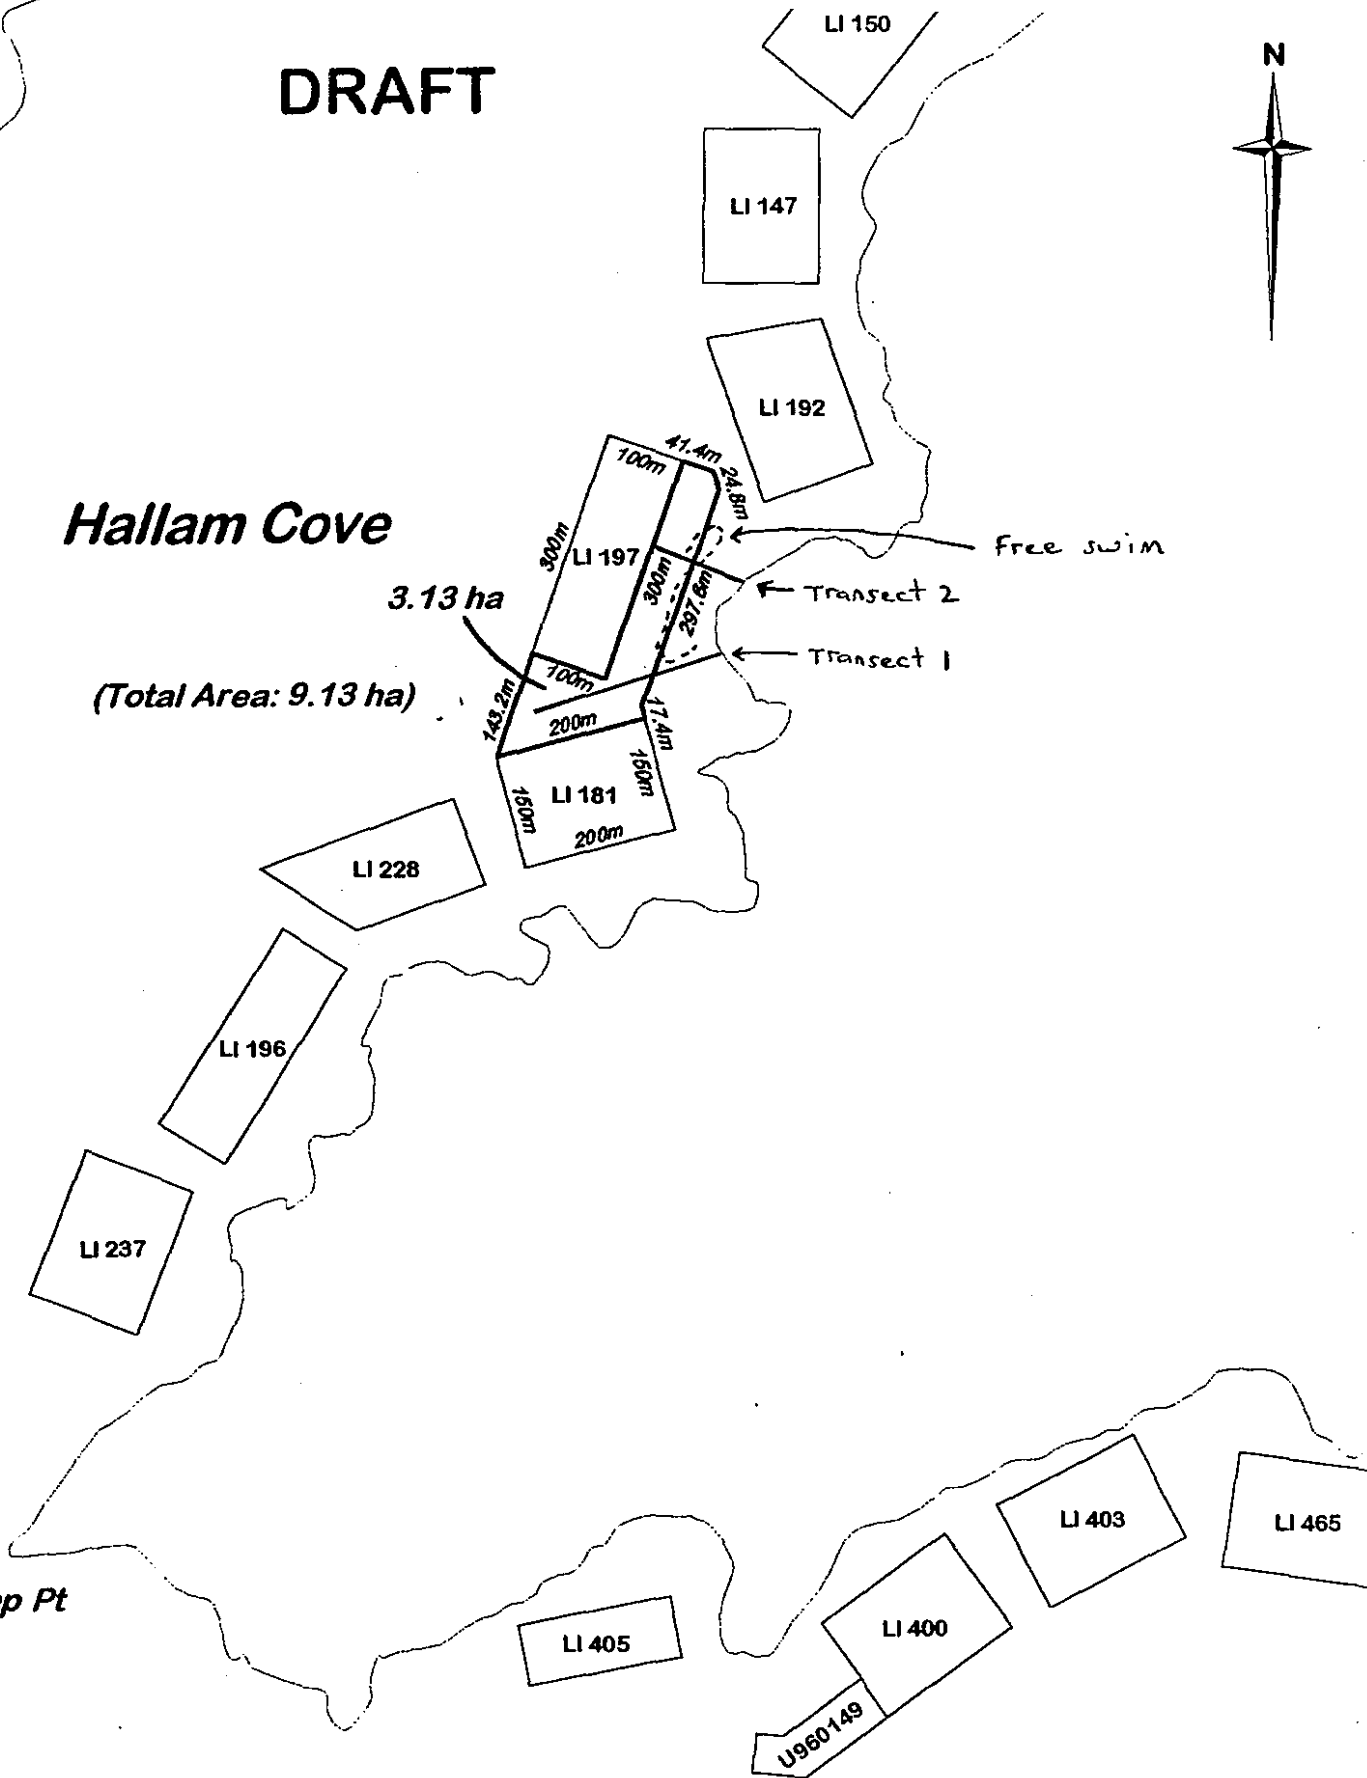 LI 150
DRAFT
N
LI 147
LI 192
41.4m
100m
24.8m
Hallam Cove
300m
LI 197
Free swim
300m
297.6m
Transect 2
3.13 ha
Transect 1
100m
(Total Area: 9.13 ha)
143.2m
200m
17.4m
150m
LI 181
150m
200m
LI 228
LI 196
LI 237
LI 403
LI 465
p Pt
LI 405
LI 400
U960149